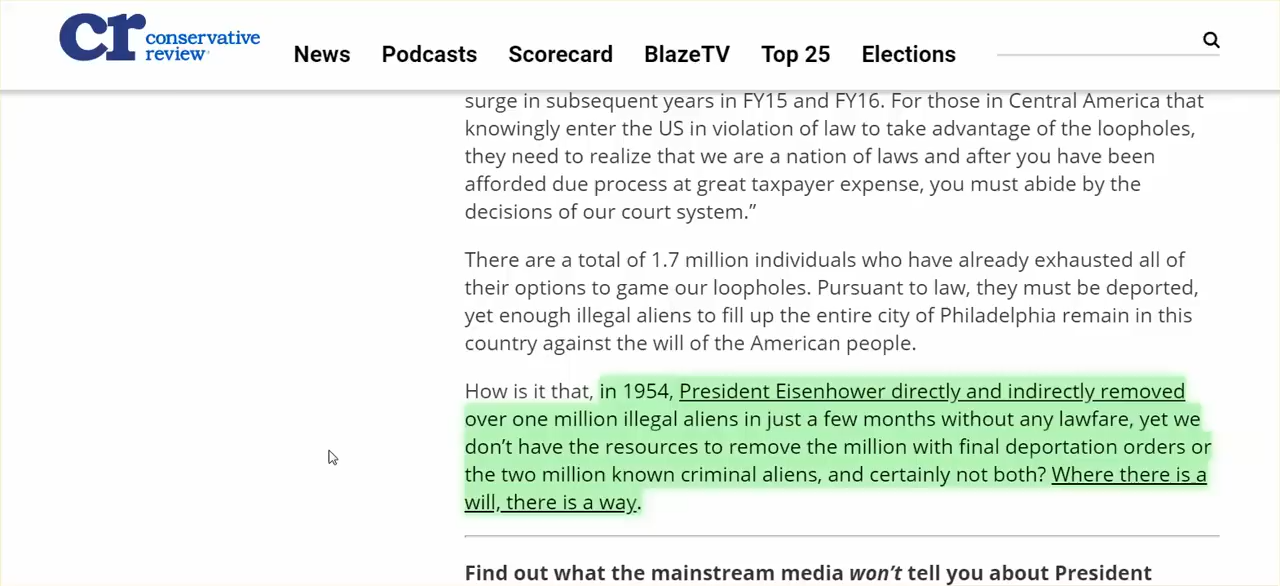 cr conservative
review
News Podcasts Scorecard BlazeTV Top 25 Elections
surge in subsequent years in FY15 and FY16. For those in Central America that
knowingly enter the US in violation of law to take advantage of the loopholes,
they need to realize that we are a nation of laws and after you have been
afforded due process at great taxpayer expense, you must abide by the
decisions of our court system.”
There are a total of 1.7 million individuals who have already exhausted all of
their options to game our loopholes. Pursuant to law, they must be deported,
yet enough illegal aliens to fill up the entire city of Philadelphia remain in this
country against the will of the American people.
How is it that, in 1954, President Eisenhower directly and indirectly removed
over one million illegal aliens in just a few months without any lawfare, yet we
don’t have the resources to remove the million with final deportation orders or
the two million known criminal aliens, and certainly not both? Where there is a
will, there is a way.
Find out what the mainstream media won’t tell you about President